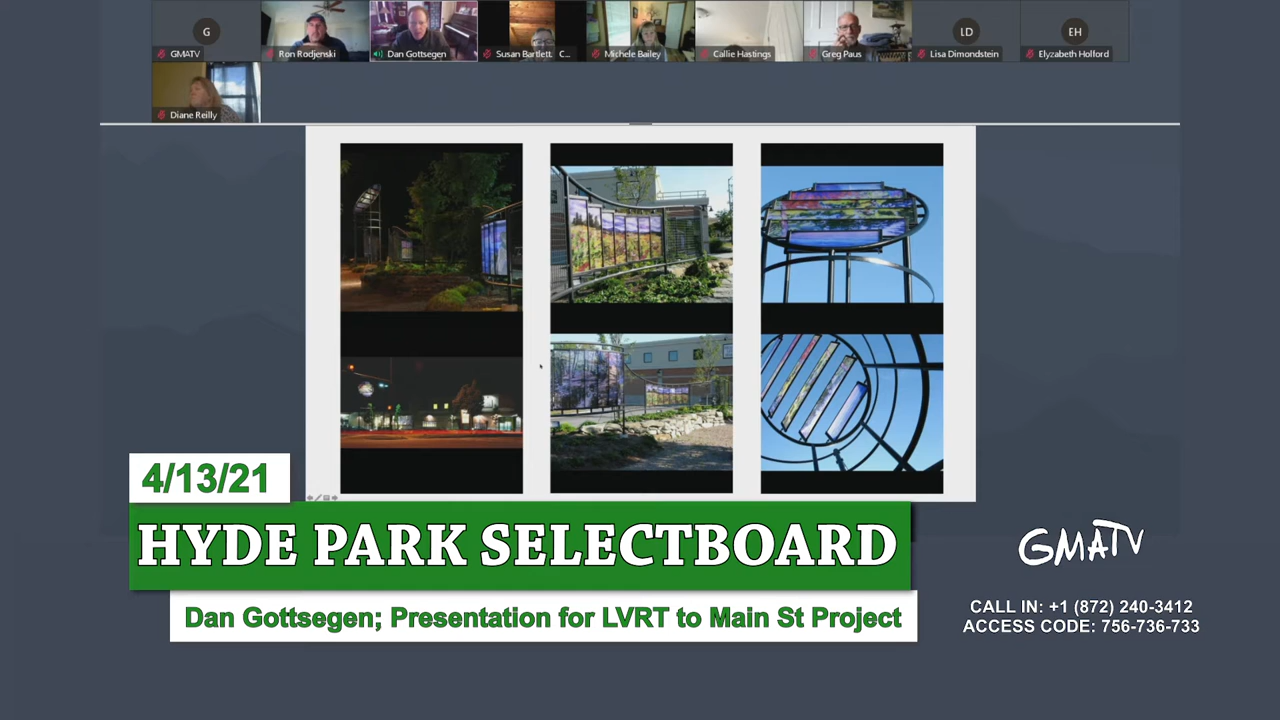 G
LD
EH
GMATV
Ron Rodjenski
Dan Gottsegen
Susan Bartlett, C...
Michele Bailey
Callie Hastings
Greg Paus
Lisa Dimondstein
Elyzabeth Holford
Diane Reilly
4/13/21
HYDE PARK SELECTBOARD
Dan Gottsegen; Presentation for LVRT to Main St Project
GMATV
CALL IN: +1 (872) 240-3412
ACCESS CODE: 756-736-733